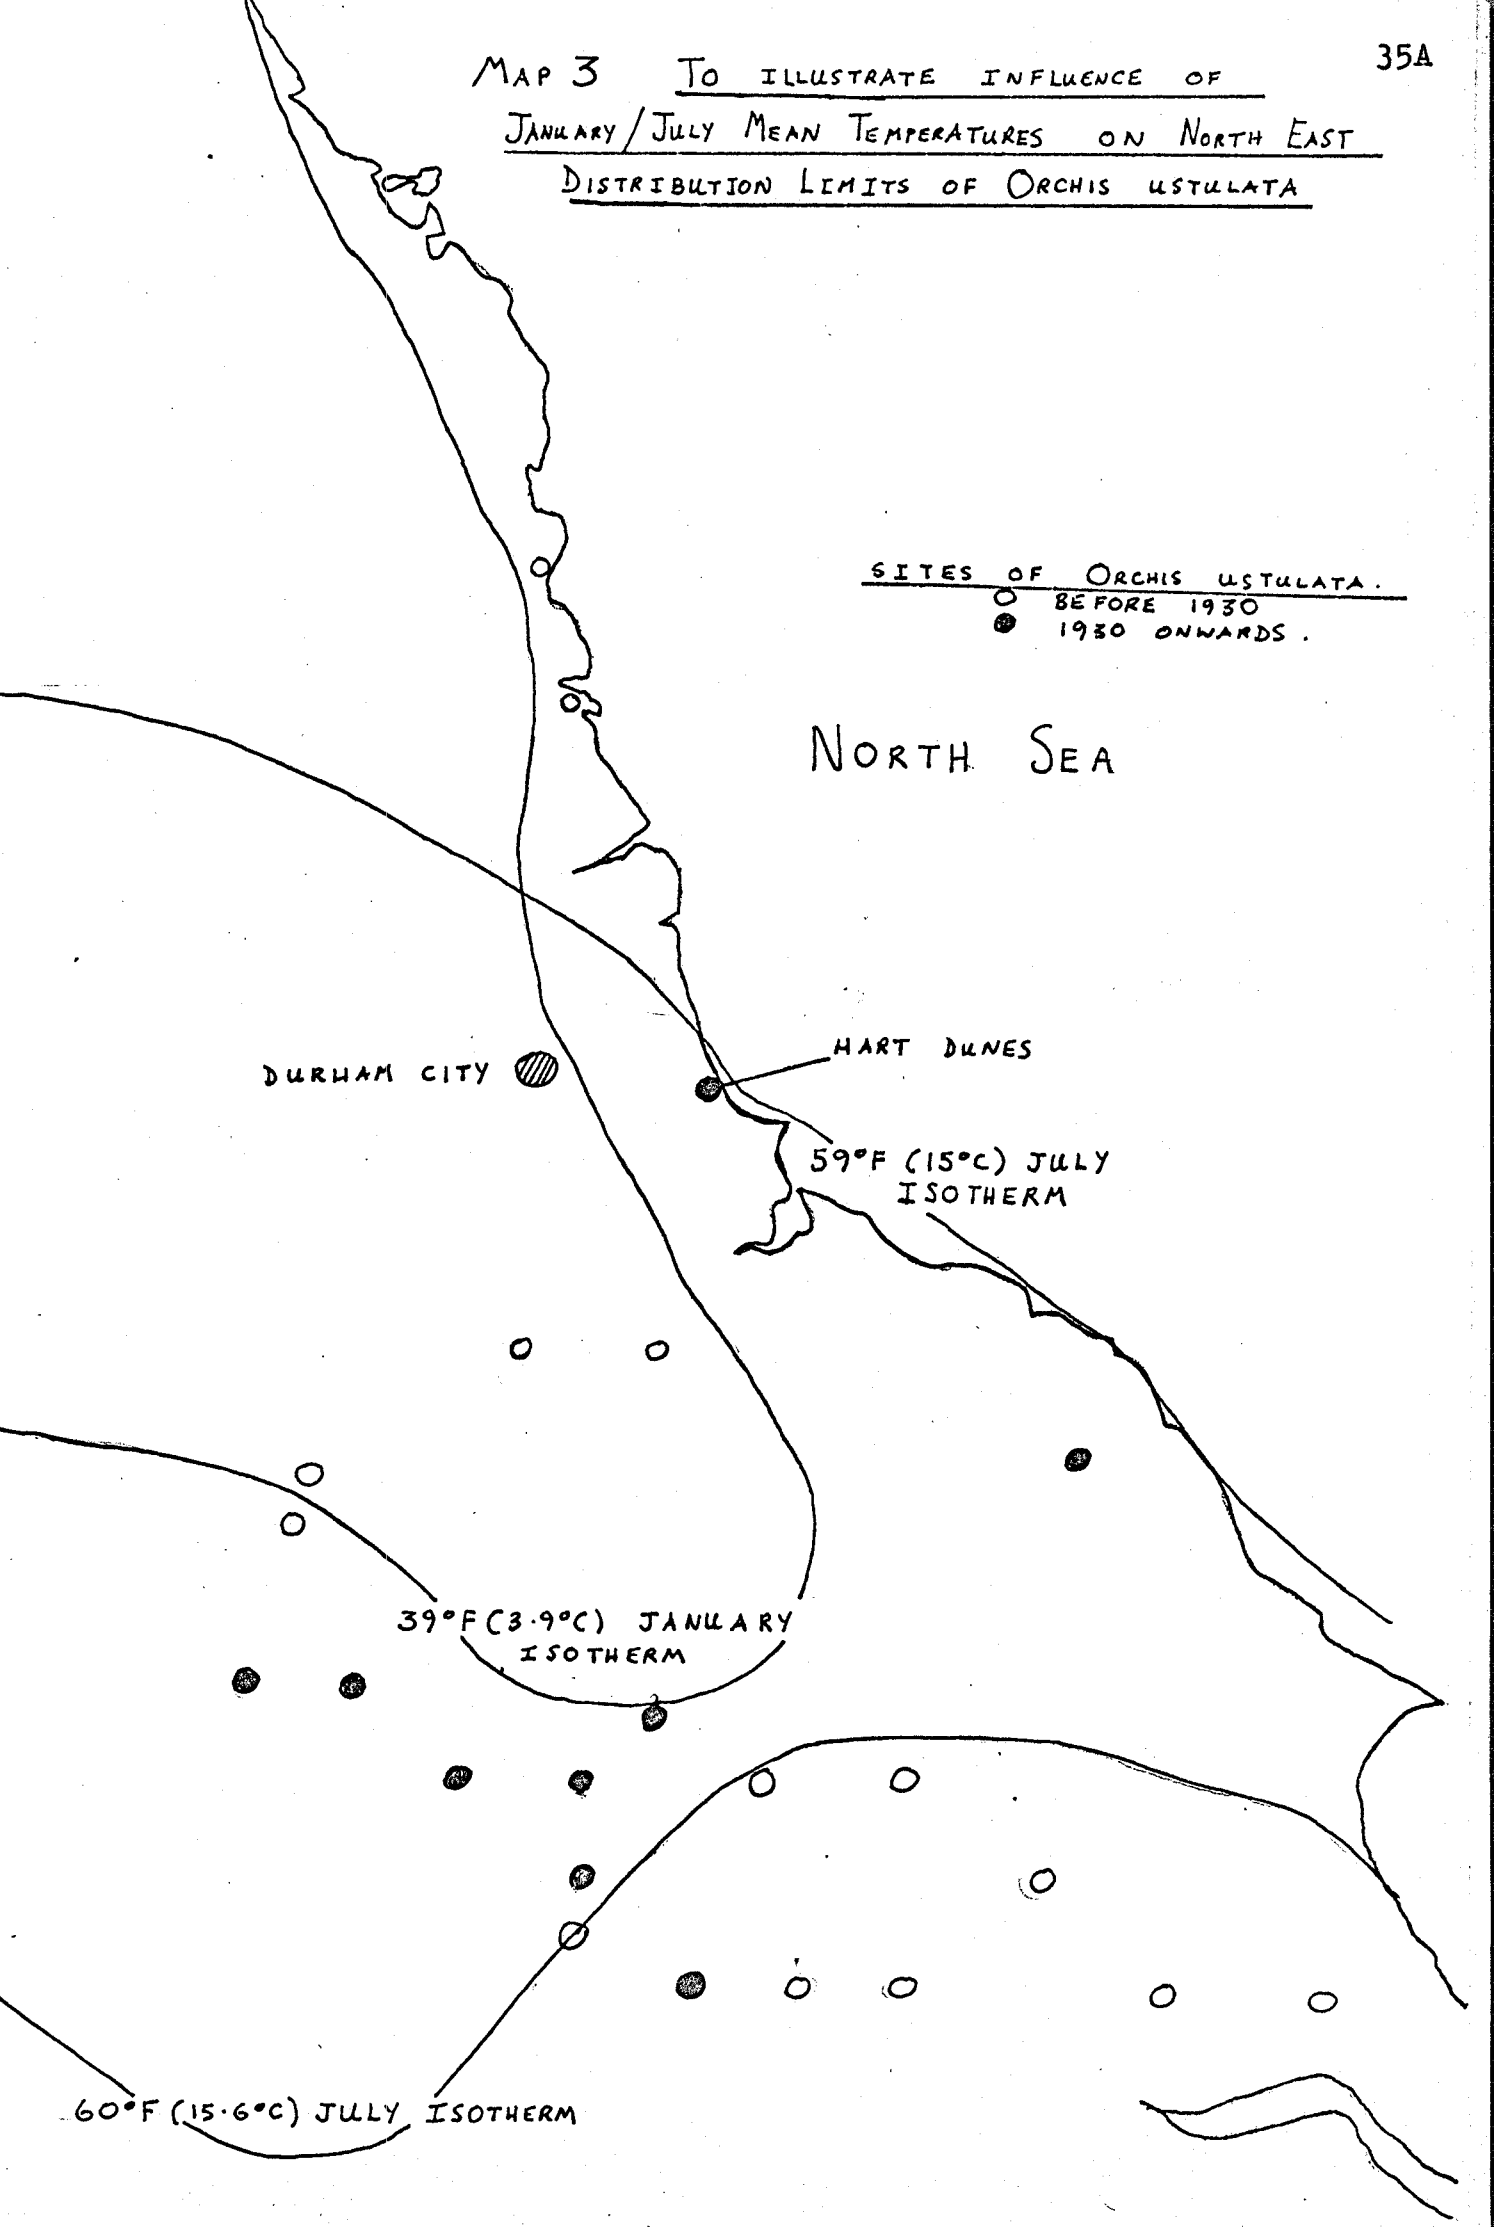 35A
MAP 3 TO ILLUSTRATE INFLUENCE OF
JANUARY/JULY MEAN TEMPERATURES ON NORTH EAST
DISTRIBUTION LIMITS OF ORCHIS USTULATA
SITES OF ORCHIS USTULATA.
BEFORE 1930
1930 ONWARDS.
NORTH SEA
HART DUNES
DURHAM CITY
59°F (15°C) JULY
ISOTHERM
39°F (3·9°C) JANUARY
ISOTHERM
60°F (15·6°C) JULY ISOTHERM